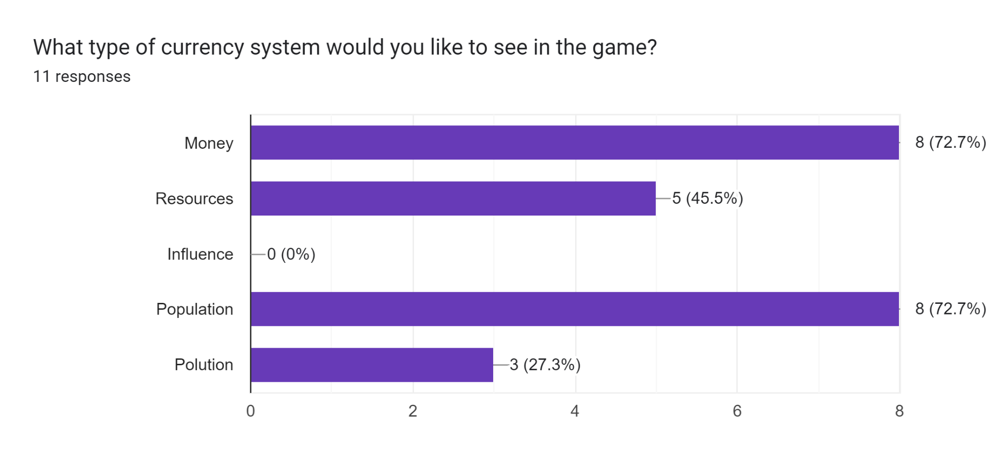 What type of currency system would you like to see in the game?
11 responses
Money 8 (72.7%)
Resources 5 (45.5%)
Influence 0 (0%)
Population 8 (72.7%)
Polution 3 (27.3%)
0 2 4 6 8